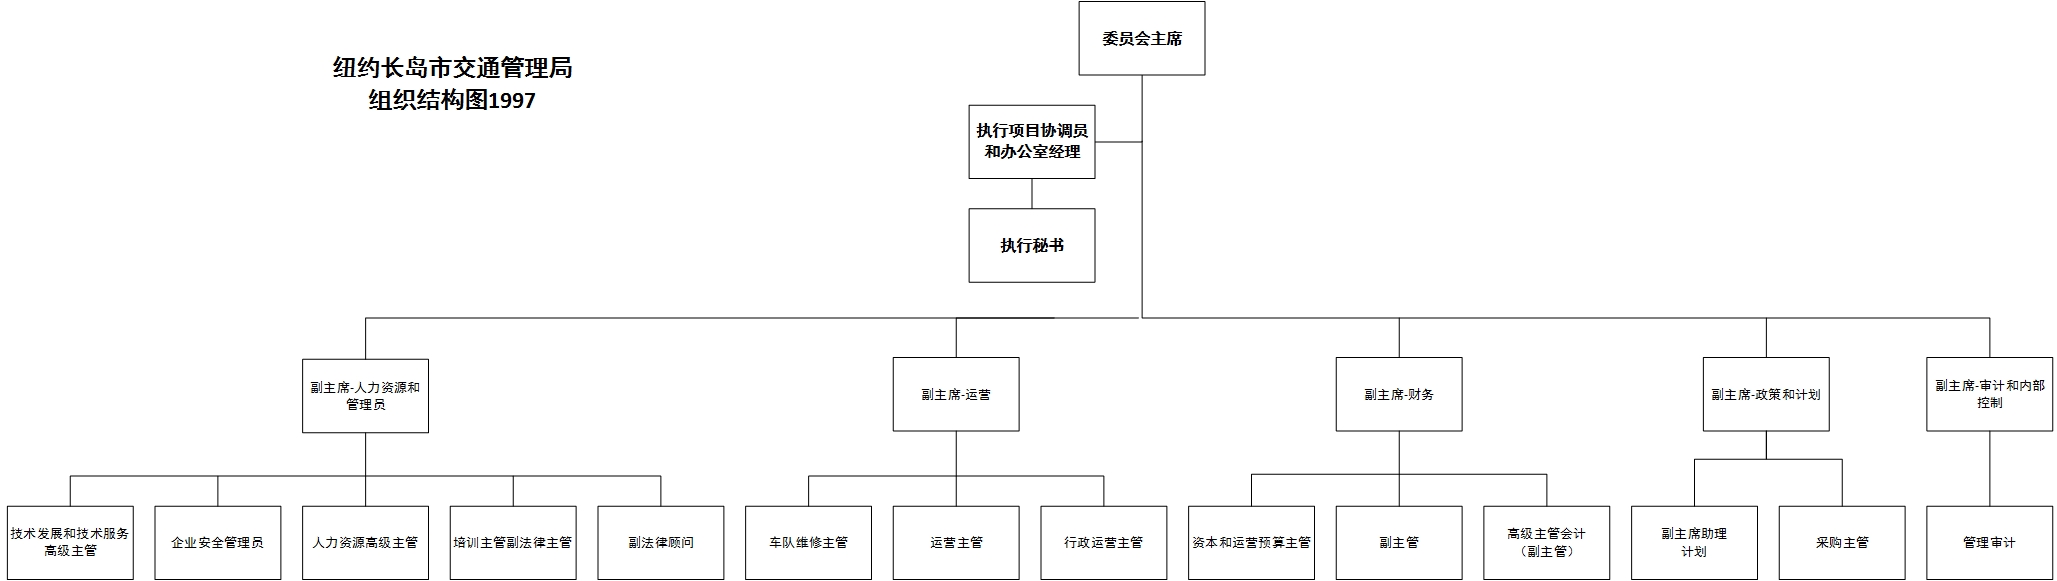 委员会主席
纽约长岛市交通管理局
组织结构图1997
执行项目协调员
和办公室经理
执行秘书
副主席-人力资源和
管理员
副主席-运营
副主席-财务
副主席-政策和计划
副主席-审计和内部
控制
技术发展和技术服务
高级主管
企业安全管理员
人力资源高级主管
培训主管副法律主管
副法律顾问
车队维修主管
运营主管
行政运营主管
资本和运营预算主管
副主管
高级主管会计
（副主管）
副主席助理
计划
采购主管
管理审计